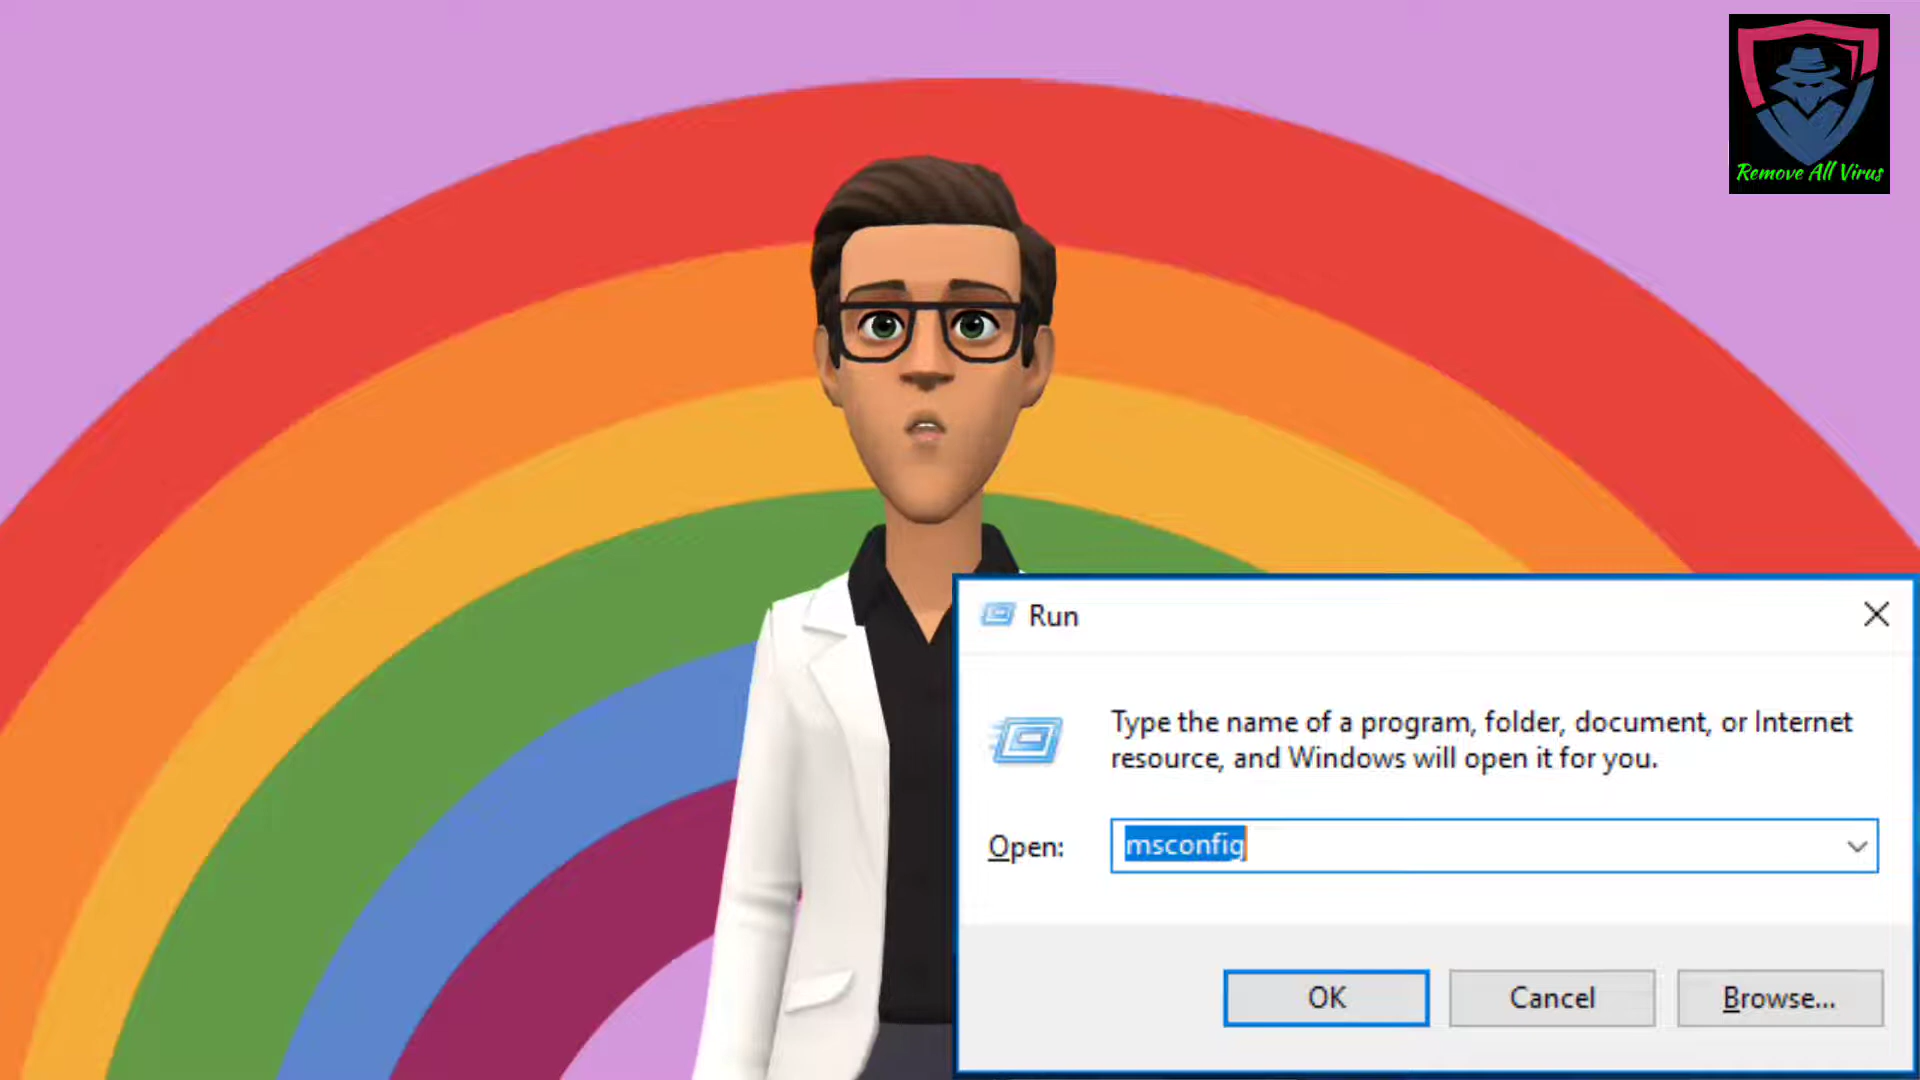 Remove All Virus
Run
Type the name of a program, folder, document, or Internet
resource, and Windows will open it for you.
Open:
msconfig
OK
Cancel
Browse...